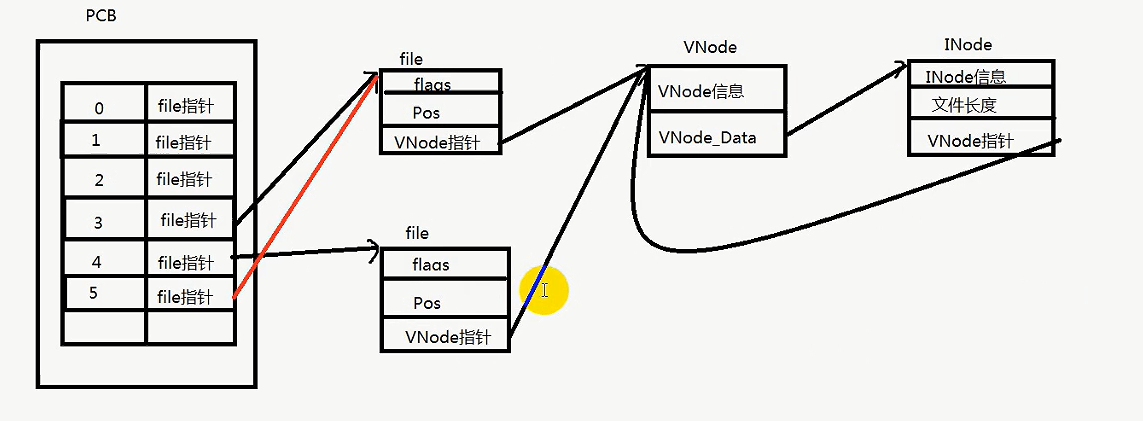 PCB
0 file指针
1 file指针
2 file指针
3 file指针
4 file指针
5 file指针
file
flags
Pos
VNode指针
file
flags
Pos
VNode指针
VNode
VNode信息
VNode_Data
INode
INode信息
文件长度
VNode指针